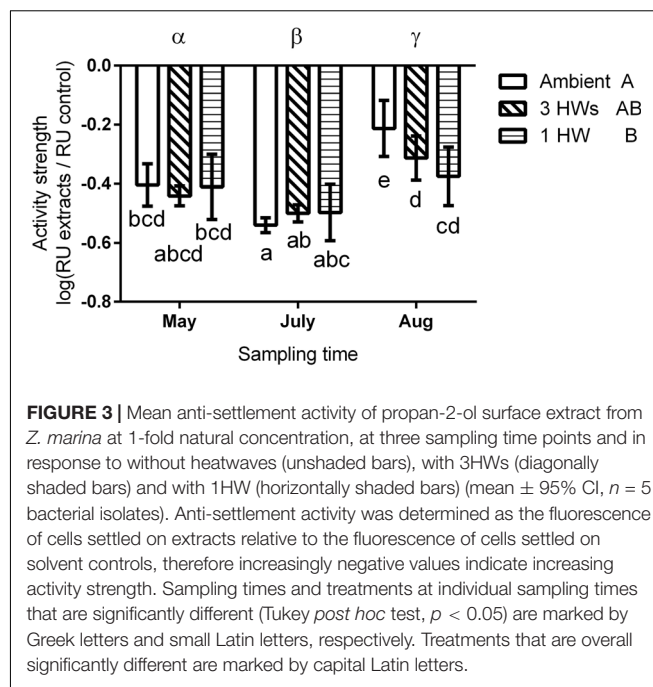 α β γ
0.0
-0.2
-0.4
-0.6
-0.8
Activity strength
log(RU extracts / RU control)
bcd abcd bcd
a ab abc
e d cd
May July Aug
Sampling time
Ambient A
3 HWs AB
1 HW B
FIGURE 3 | Mean anti-settlement activity of propan-2-ol surface extract from
Z. marina at 1-fold natural concentration, at three sampling time points and in
response to without heatwaves (unshaded bars), with 3HWs (diagonally
shaded bars) and with 1HW (horizontally shaded bars) (mean ± 95% CI, n = 5
bacterial isolates). Anti-settlement activity was determined as the fluorescence
of cells settled on extracts relative to the fluorescence of cells settled on
solvent controls, therefore increasingly negative values indicate increasing
activity strength. Sampling times and treatments at individual sampling times
that are significantly different (Tukey post hoc test, p < 0.05) are marked by
Greek letters and small Latin letters, respectively. Treatments that are overall
significantly different are marked by capital Latin letters.